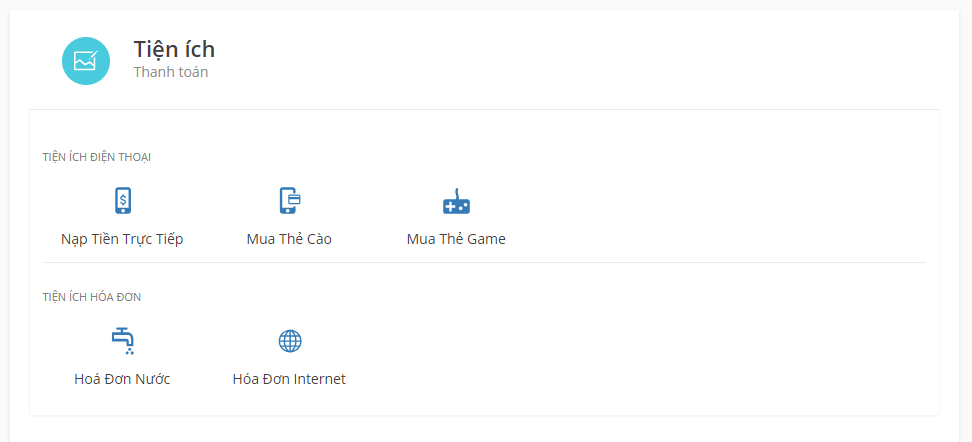 Tiện ích
Thanh toán
TIỆN ÍCH ĐIỆN THOẠI
Nạp Tiền Trực Tiếp
Mua Thẻ Cào
Mua Thẻ Game
TIỆN ÍCH HÓA ĐƠN
Hoá Đơn Nước
Hóa Đơn Internet